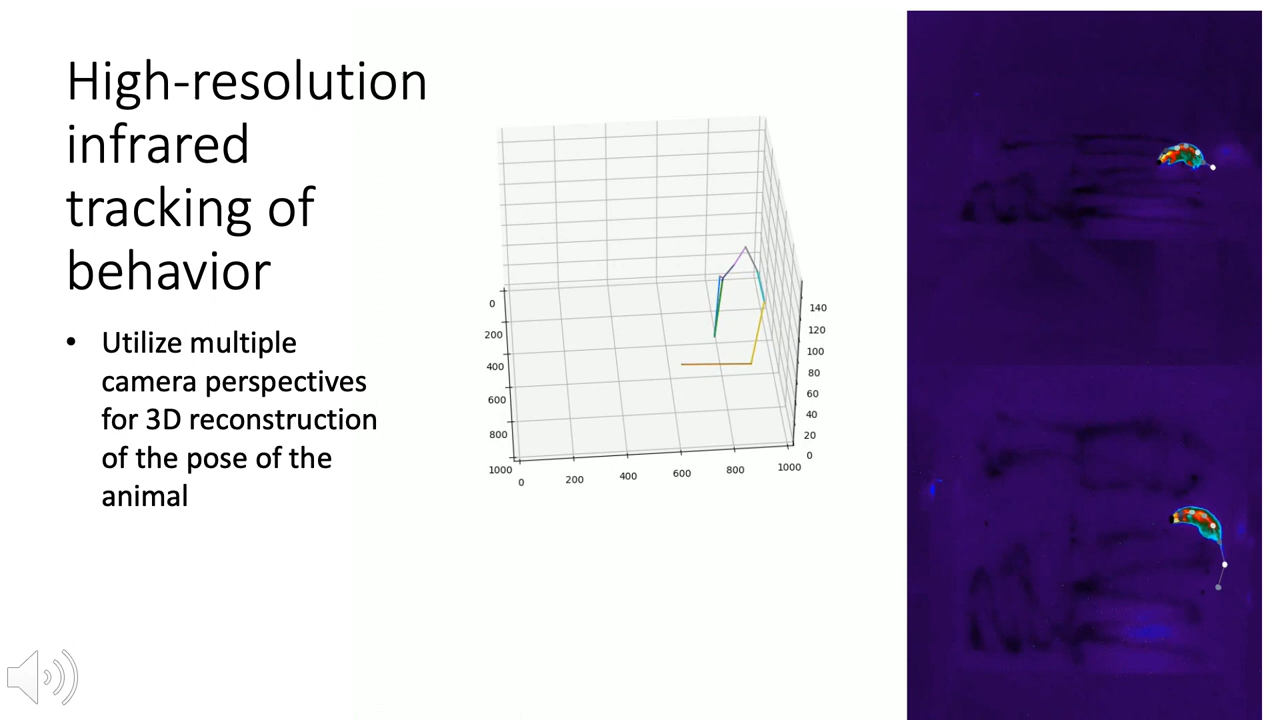 High-resolution
infrared
tracking of
behavior
• Utilize multiple
camera perspectives
for 3D reconstruction
of the pose of the
animal
0
200
400
600
800
1000
0
200
400
600
800
1000
140
120
100
80
60
40
20
0